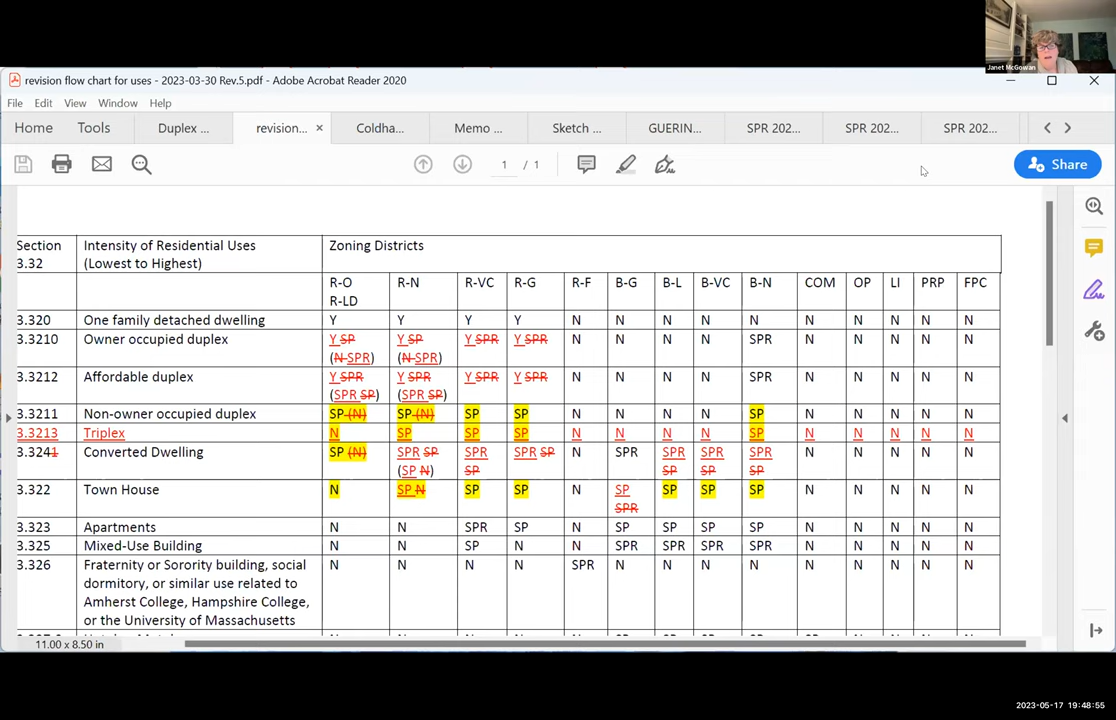 Janet McGowan
revision flow chart for uses - 2023-03-30 Rev.5.pdf - Adobe Acrobat Reader 2020
File Edit View Window Help
Home Tools Duplex ... revision... × Coldha... Memo ... Sketch ... GUERIN... SPR 202... SPR 202... SPR 202...
1 / 1 Share
Section Intensity of Residential Uses Zoning Districts
3.32 (Lowest to Highest)
R-O R-N R-VC R-G R-F B-G B-L B-VC B-N COM OP LI PRP FPC
R-LD
3.320 One family detached dwelling Y Y Y Y N N N N N N N N N N
3.3210 Owner occupied duplex Y SP Y SP Y SPR Y SPR N N N N SPR N N N N N
(N SPR) (N SPR)
3.3212 Affordable duplex Y SPR Y SPR Y SPR Y SPR N N N N SPR N N N N N
(SPR SP) (SPR SP)
3.3211 Non-owner occupied duplex SP (N) SP (N) SP SP N N N N SP N N N N N
3.3213 Triplex N SP SP SP N N N N SP N N N N N
3.3241 Converted Dwelling SP (N) SPR SP SPR SPR SP N SPR SPR SPR SPR N N N N N
(SP N) SP SP SP SP
3.322 Town House N SP N SP SP N SP SP SP SP N N N N N
SPR
3.323 Apartments N N SPR SP N SP SP SP SP N N N N N
3.325 Mixed-Use Building N N SP N N SPR SPR SPR SPR N N N N N
3.326 Fraternity or Sorority building, social N N N N SPR N N N N N N N N N
dormitory, or similar use related to
Amherst College, Hampshire College,
or the University of Massachusetts
11.00 x 8.50 in
2023-05-17 19:48:55